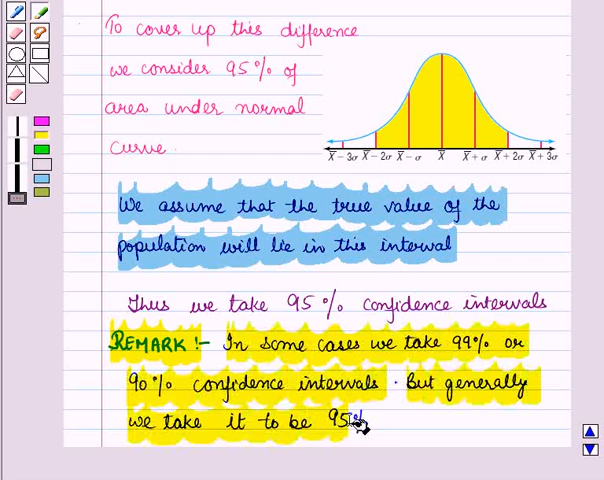 To cover up this difference
we consider 95% of
area under normal
curve.
X̅ – 3σ X̅ – 2σ X̅ – σ X̅ X̅ + σ X̅ + 2σ X̅ + 3σ
We assume that the true value of the
population will lie in this interval
Thus we take 95% confidence intervals
REMARK :- In some cases we take 99% or
90% confidence intervals. But generally
we take it to be 95%